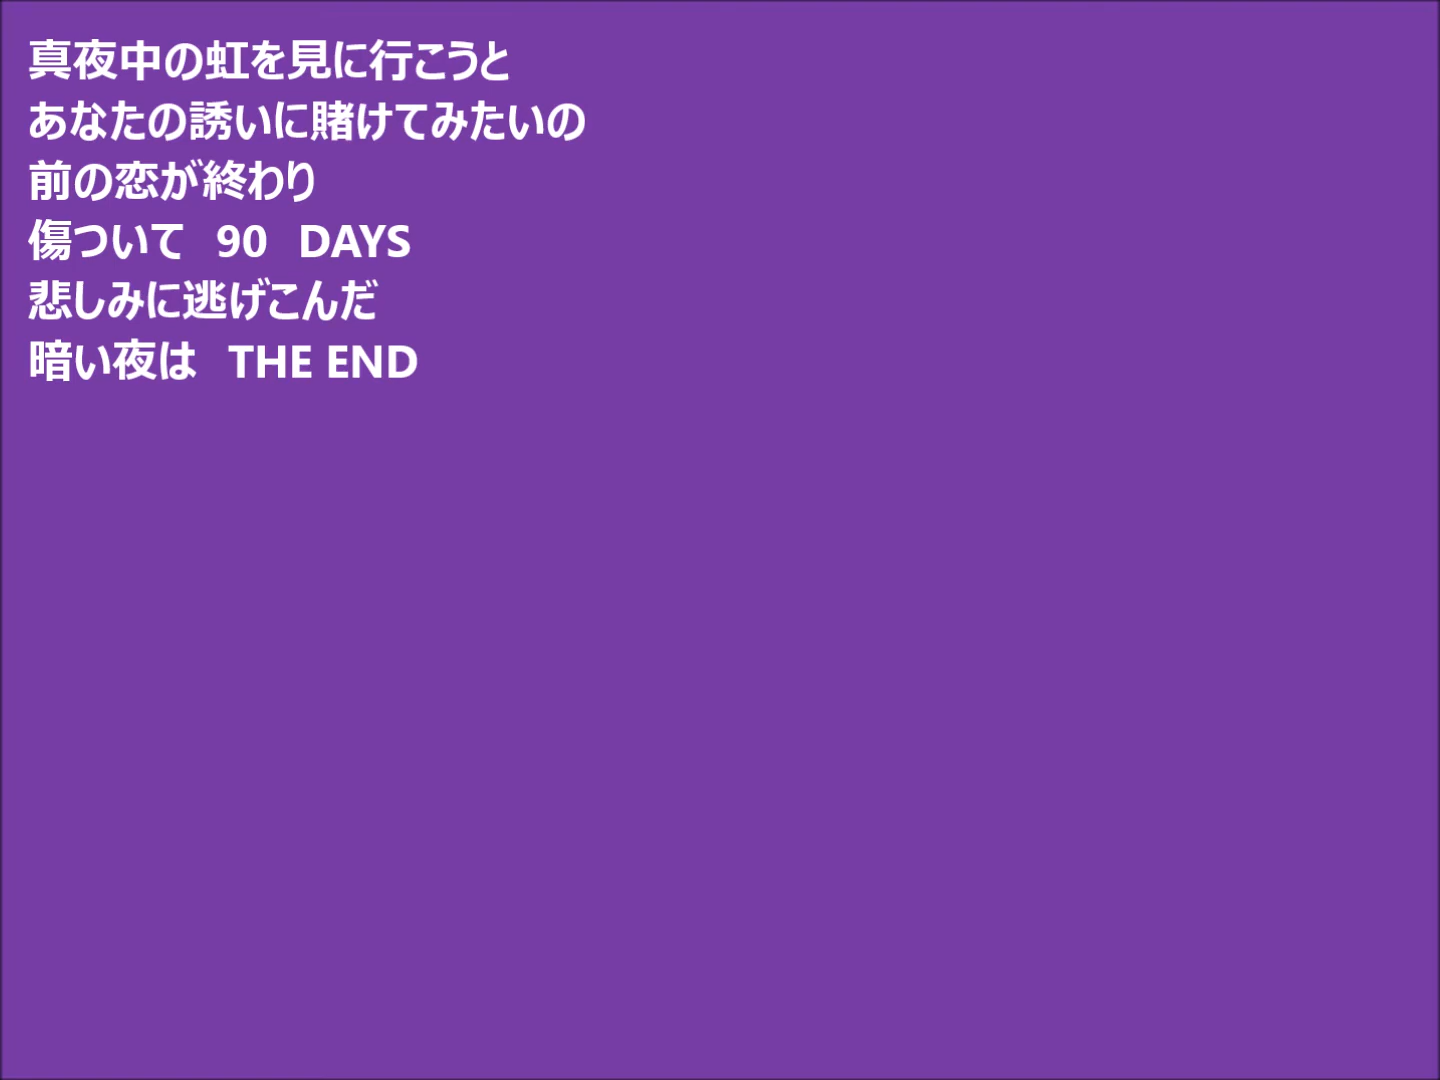 真夜中の虹を見に行こうと
あなたの誘いに賭けてみたいの
前の恋が終わり
傷ついて　90　DAYS
悲しみに逃げこんだ
暗い夜は　THE END